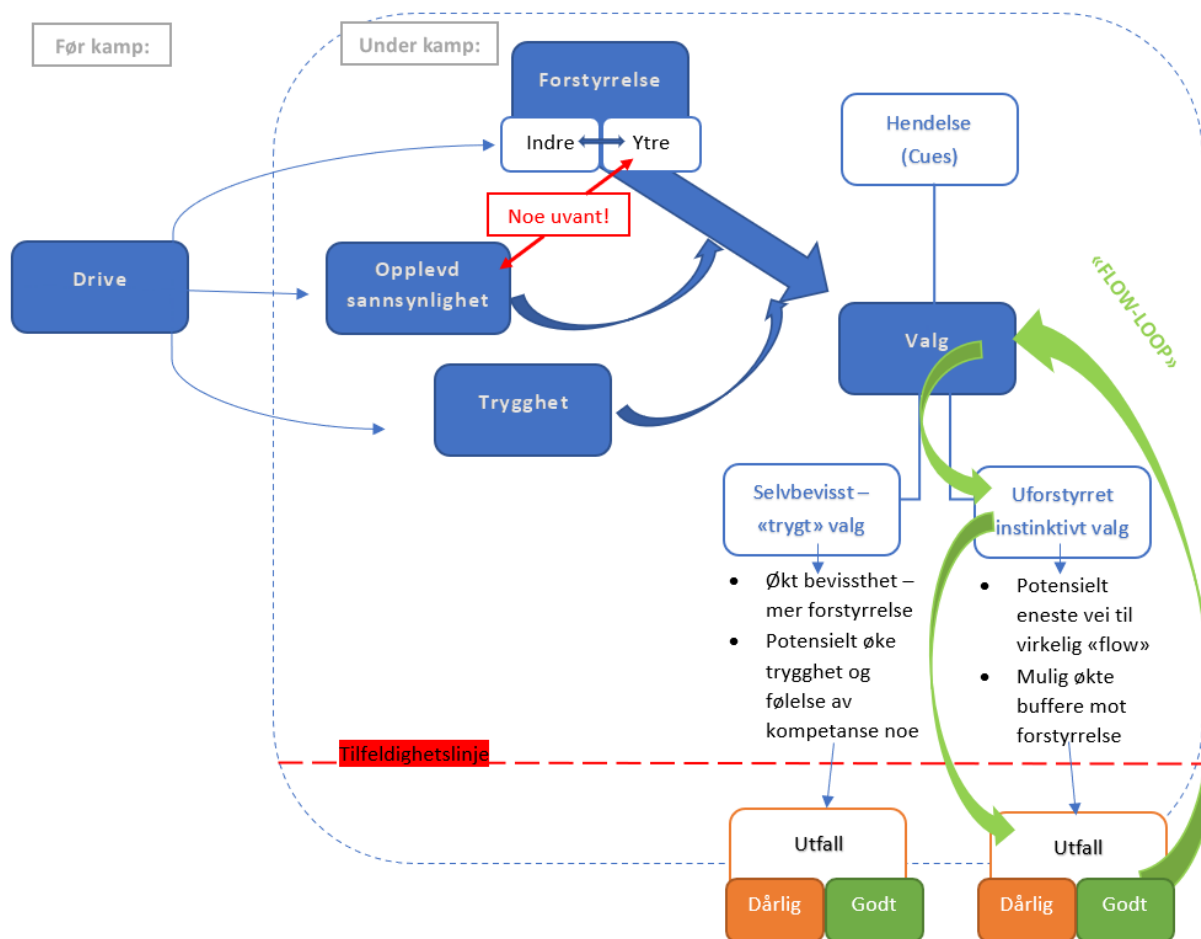 Før kamp:
Under kamp:
Forstyrrelse
Indre
Ytre
Hendelse
(Cues)
Noe uvant!
Drive
Opplevd
sannsynlighet
Trygghet
Valg
«FLOW-LOOP»
Selvbevisst –
«trygt» valg
Uforstyrret
instinktivt valg
• Økt bevissthet –
mer forstyrrelse
• Potensielt øke
trygghet og
følelse av
kompetanse noe
• Potensielt
eneste vei til
virkelig «flow»
• Mulig økte
buffere mot
forstyrrelse
Tilfeldighetslinje
Utfall
Dårlig
Godt
Utfall
Dårlig
Godt